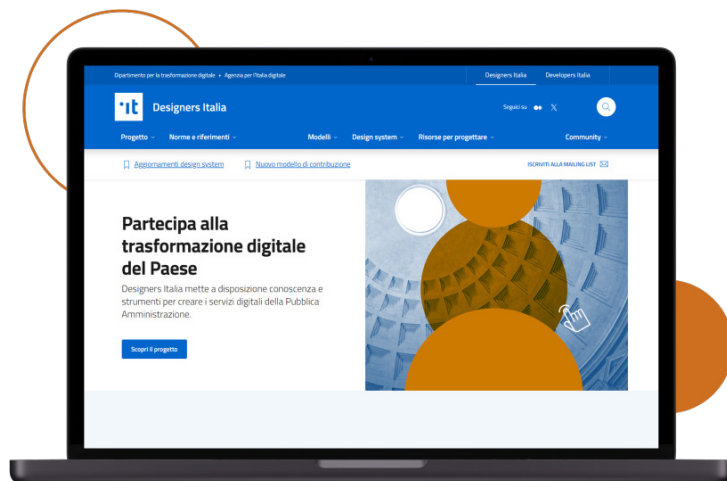 Dipartimento per la trasformazione digitale • Agenzia per l'Italia digitale
Designers Italia
Developers Italia
it
Designers Italia
Seguici su
Progetto
Norme e riferimenti
Modelli
Design system
Risorse per progettare
Community
Aggiornamenti design system
Nuovo modello di contribuzione
ISCRIVITI ALLA MAILING LIST
Partecipa alla
trasformazione digitale
del Paese
Designers Italia mette a disposizione conoscenza e
strumenti per creare i servizi digitali della Pubblica
Amministrazione.
Scopri il progetto